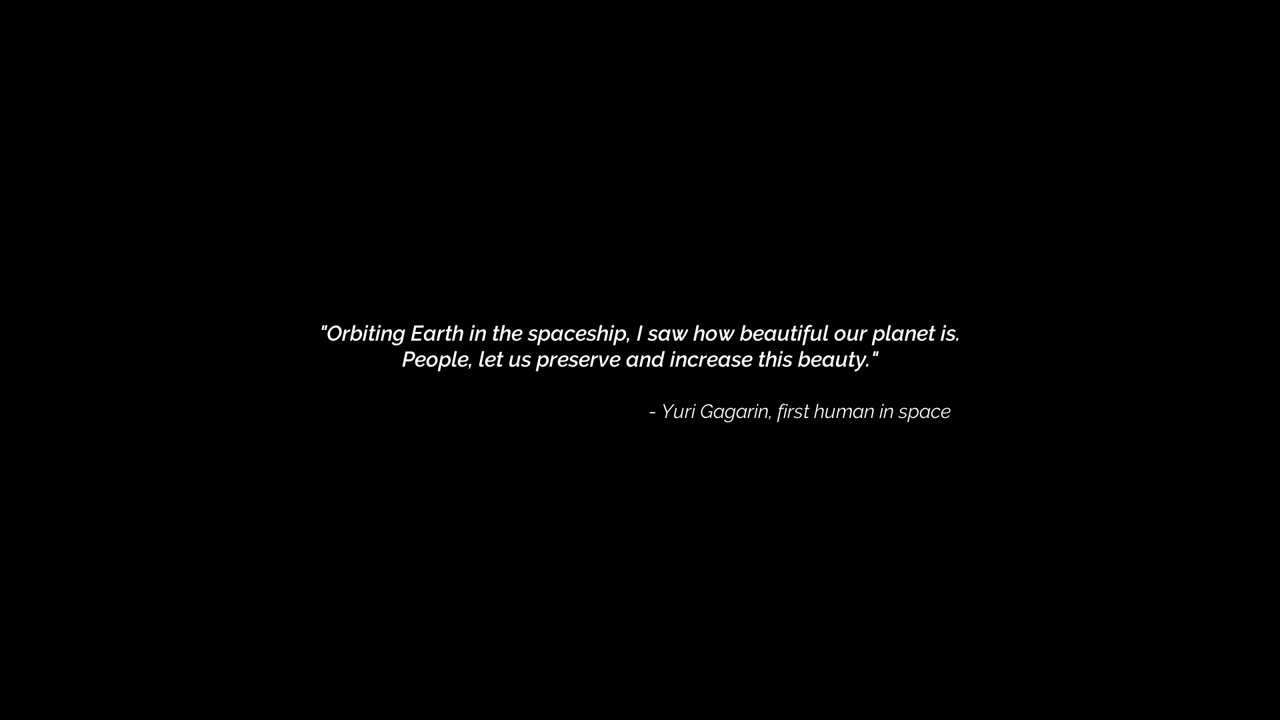 "Orbiting Earth in the spaceship, I saw how beautiful our planet is.
People, let us preserve and increase this beauty."
- Yuri Gagarin, first human in space